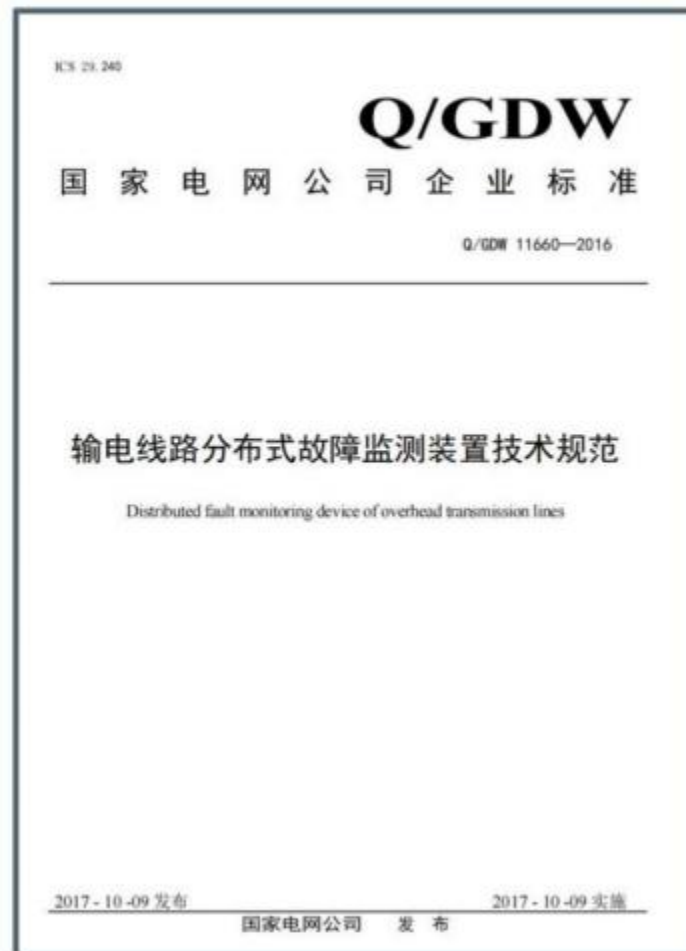 ICS 29.240
Q/GDW
国家电网公司企业标准
Q/GDW 11660—2016
输电线路分布式故障监测装置技术规范
Distributed fault monitoring device of overhead transmission lines
2017 - 10 -09 发布 2017 - 10 -09 实施
国家电网公司 发 布